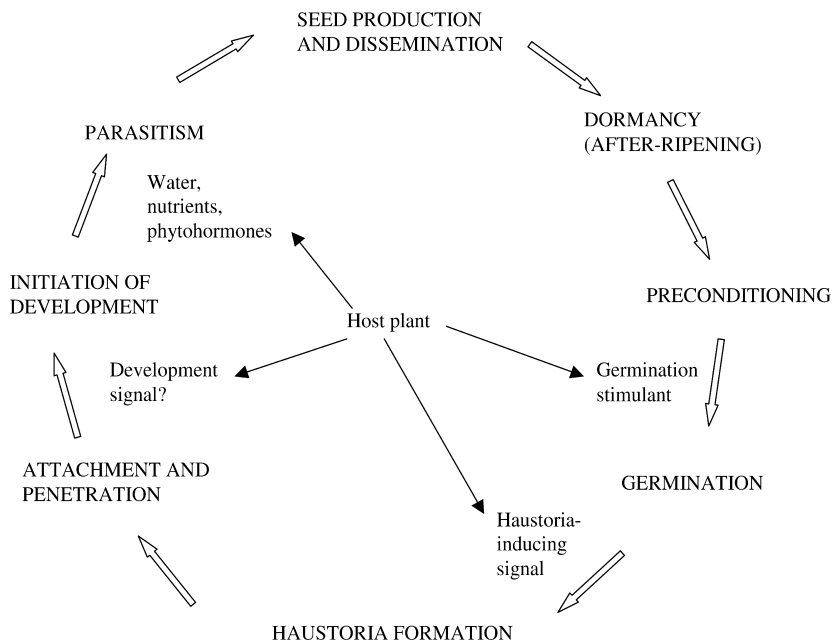 SEED PRODUCTION
AND DISSEMINATION
DORMANCY
(AFTER-RIPENING)
PARASITISM
Water,
nutrients,
phytohormones
INITIATION OF
DEVELOPMENT
PRECONDITIONING
Host plant
Development
signal?
Germination
stimulant
ATTACHMENT AND
PENETRATION
GERMINATION
Haustoria-
inducing
signal
HAUSTORIA FORMATION